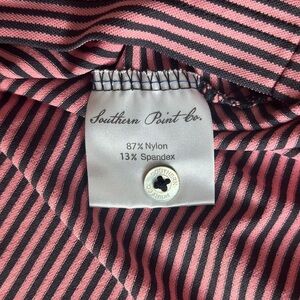 Southern Point Co.
87% Nylon
13% Spandex